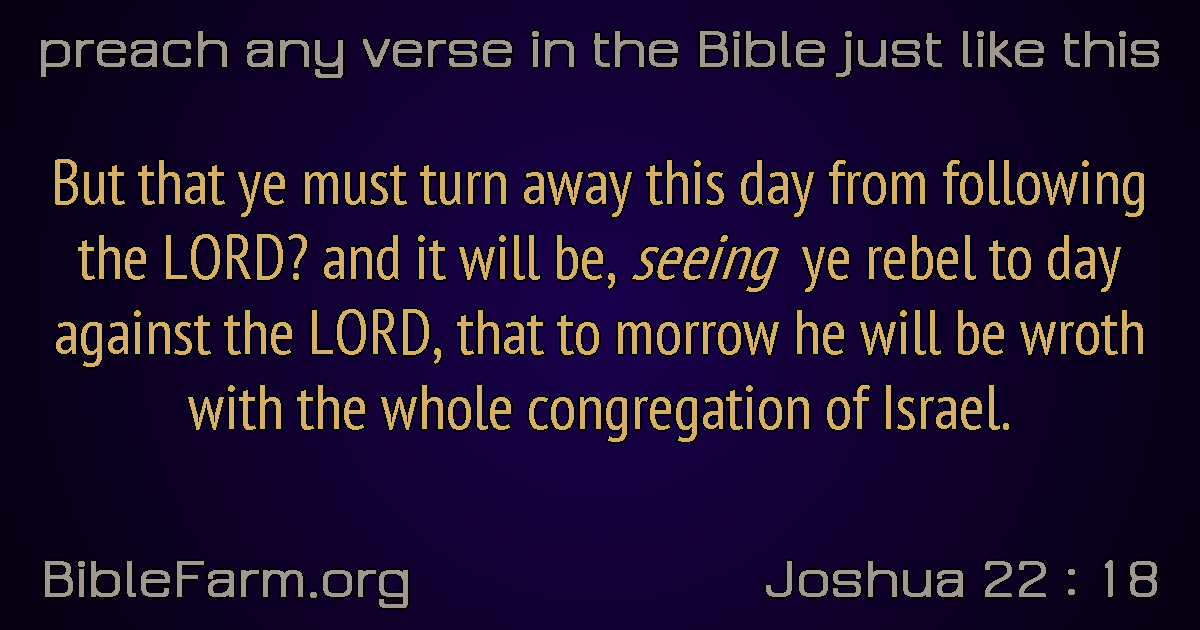 preach any verse in the Bible just like this
But that ye must turn away this day from following
the LORD? and it will be, seeing ye rebel to day
against the LORD, that to morrow he will be wroth
with the whole congregation of Israel.
BibleFarm.org
Joshua 22 : 18